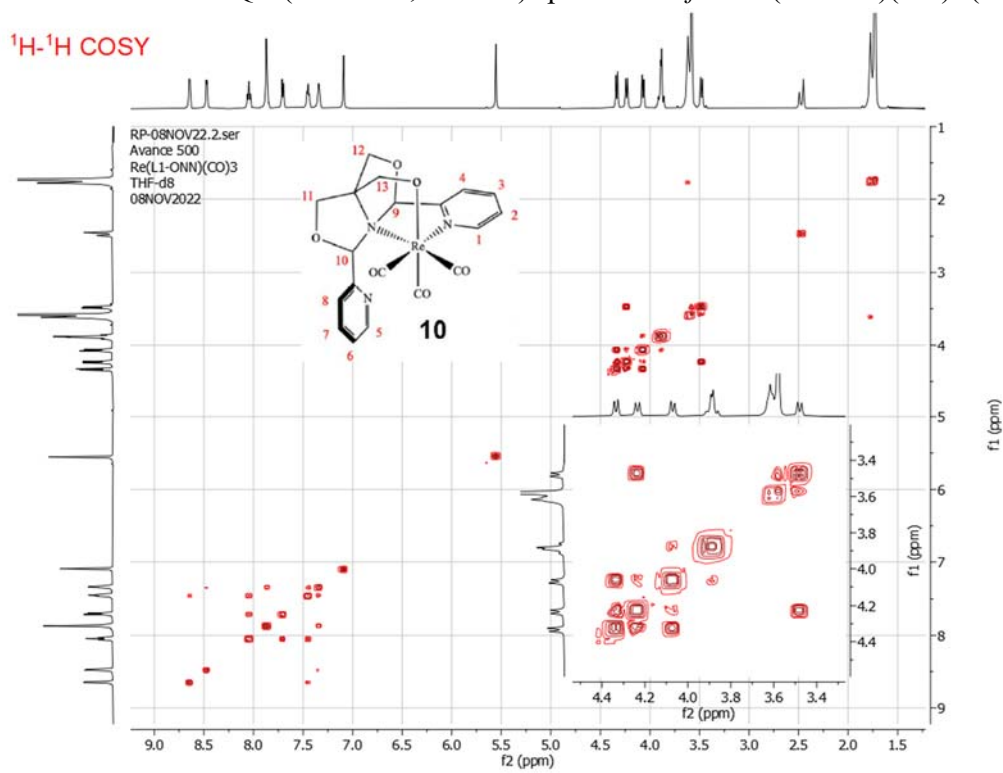 ¹H-¹H COSY
RP-08NOV22.2.ser
Avance 500
Re(L1-ONN)(CO)3
THF-d8
08NOV2022
12
O
13
O
4
3
11
9
2
N
N
1
O
Re
10
OC
CO
8
N
CO
10
7
5
6
1
2
3
4
5
6
7
8
9
f1 (ppm)
3.4
3.6
3.8
4.0
4.2
4.4
f1 (ppm)
4.4 4.2 4.0 3.8 3.6 3.4
f2 (ppm)
9.0 8.5 8.0 7.5 7.0 6.5 6.0 5.5 5.0 4.5 4.0 3.5 3.0 2.5 2.0 1.5
f2 (ppm)